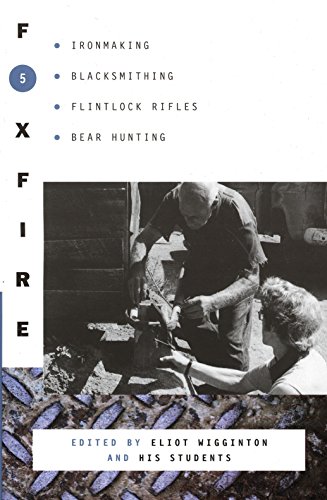 FOXFIRE
5
• IRONMAKING
• BLACKSMITHING
• FLINTLOCK RIFLES
• BEAR HUNTING
EDITED BY ELIOT WIGGINTON
AND HIS STUDENTS